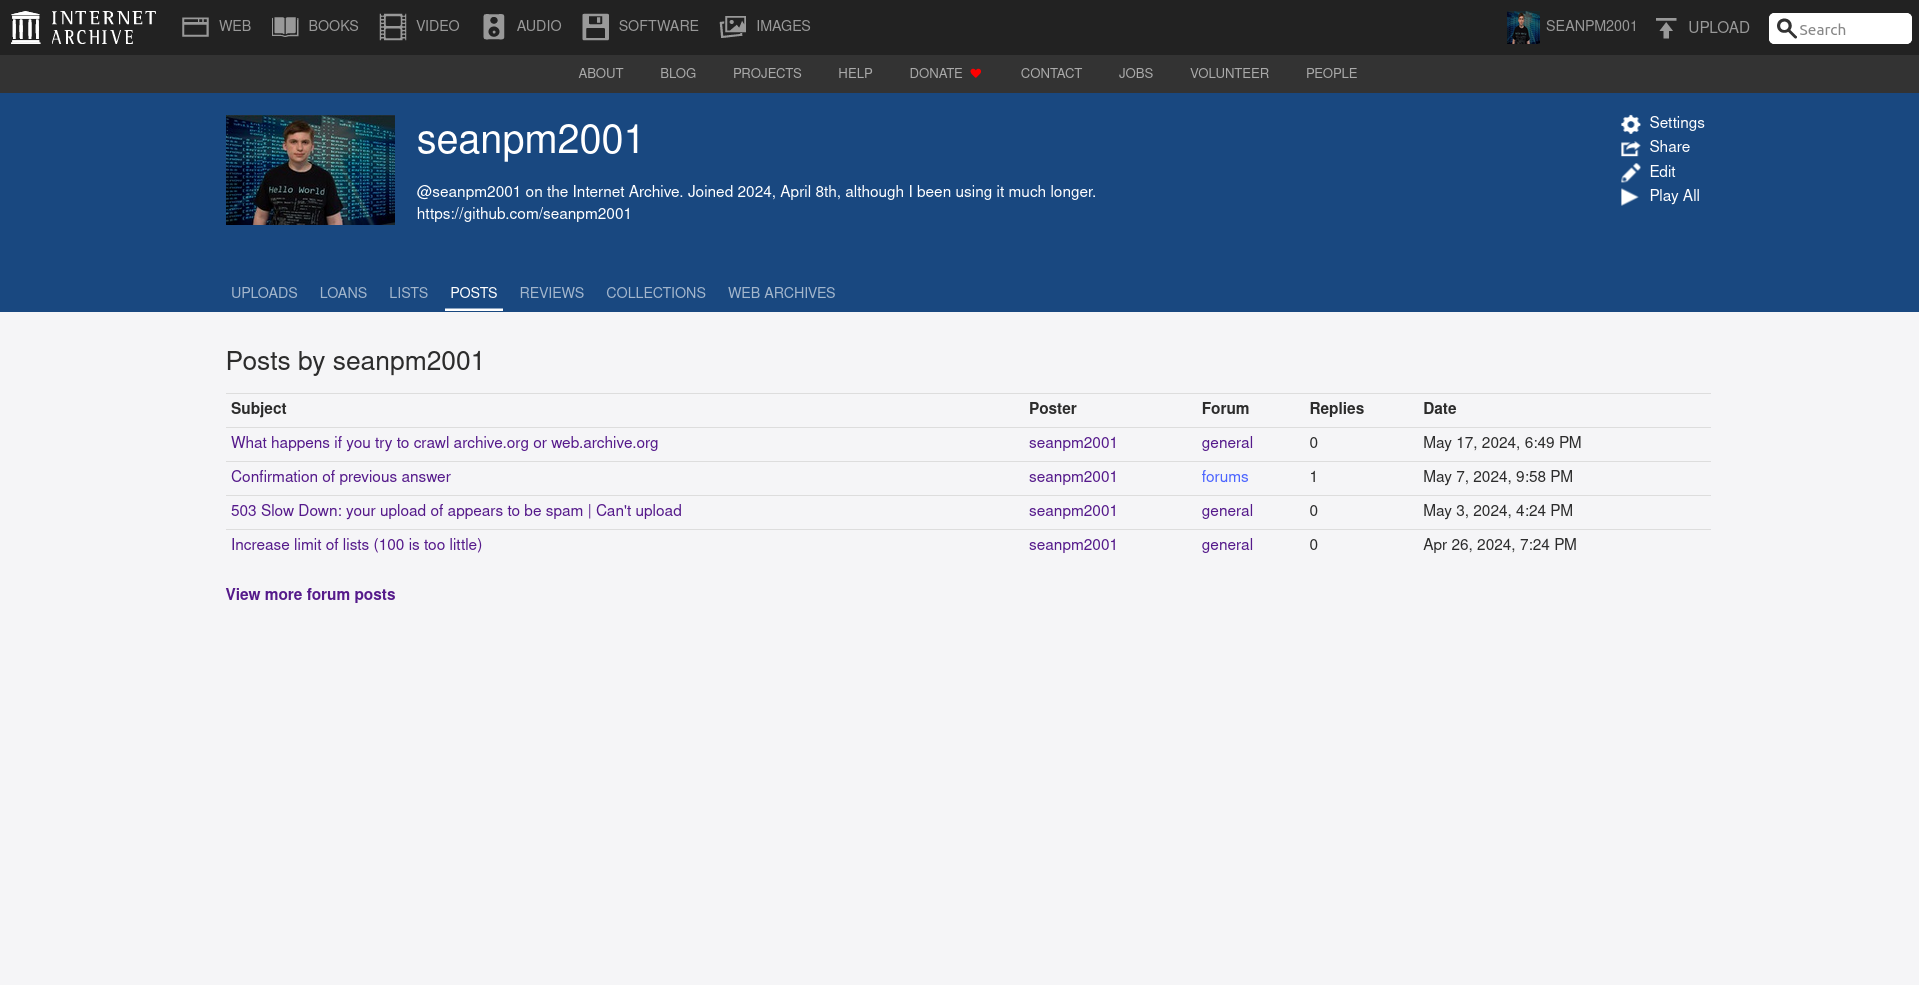 INTERNET ARCHIVE
WEB BOOKS VIDEO AUDIO SOFTWARE IMAGES SEANPM2001 UPLOAD Search
ABOUT BLOG PROJECTS HELP DONATE CONTACT JOBS VOLUNTEER PEOPLE
Hello World
seanpm2001
@seanpm2001 on the Internet Archive. Joined 2024, April 8th, although I been using it much longer.
https://github.com/seanpm2001
Settings
Share
Edit
Play All
UPLOADS LOANS LISTS POSTS REVIEWS COLLECTIONS WEB ARCHIVES
Posts by seanpm2001
Subject Poster Forum Replies Date
What happens if you try to crawl archive.org or web.archive.org seanpm2001 general 0 May 17, 2024, 6:49 PM
Confirmation of previous answer seanpm2001 forums 1 May 7, 2024, 9:58 PM
503 Slow Down: your upload of appears to be spam | Can't upload seanpm2001 general 0 May 3, 2024, 4:24 PM
Increase limit of lists (100 is too little) seanpm2001 general 0 Apr 26, 2024, 7:24 PM
View more forum posts